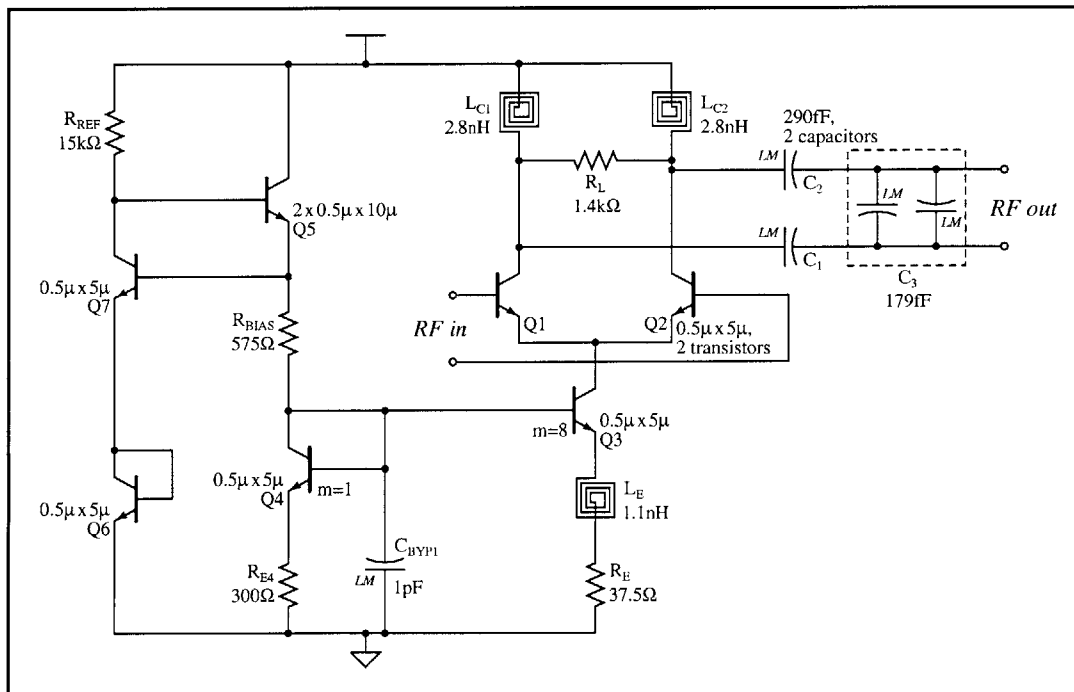 R_REF
15kΩ
L_C1
2.8nH
L_C2
2.8nH
290fF,
2 capacitors
LM
C_2
R_L
1.4kΩ
LM
LM
RF out
2 x 0.5µ x 10µ
Q5
LM
C_1
C_3
179fF
0.5µ x 5µ
Q7
R_BIAS
575Ω
RF in
Q1
Q2
0.5µ x 5µ,
2 transistors
m=8
0.5µ x 5µ
Q3
0.5µ x 5µ
Q4
m=1
0.5µ x 5µ
Q6
L_E
1.1nH
C_BYP1
LM
1pF
R_E4
300Ω
R_E
37.5Ω